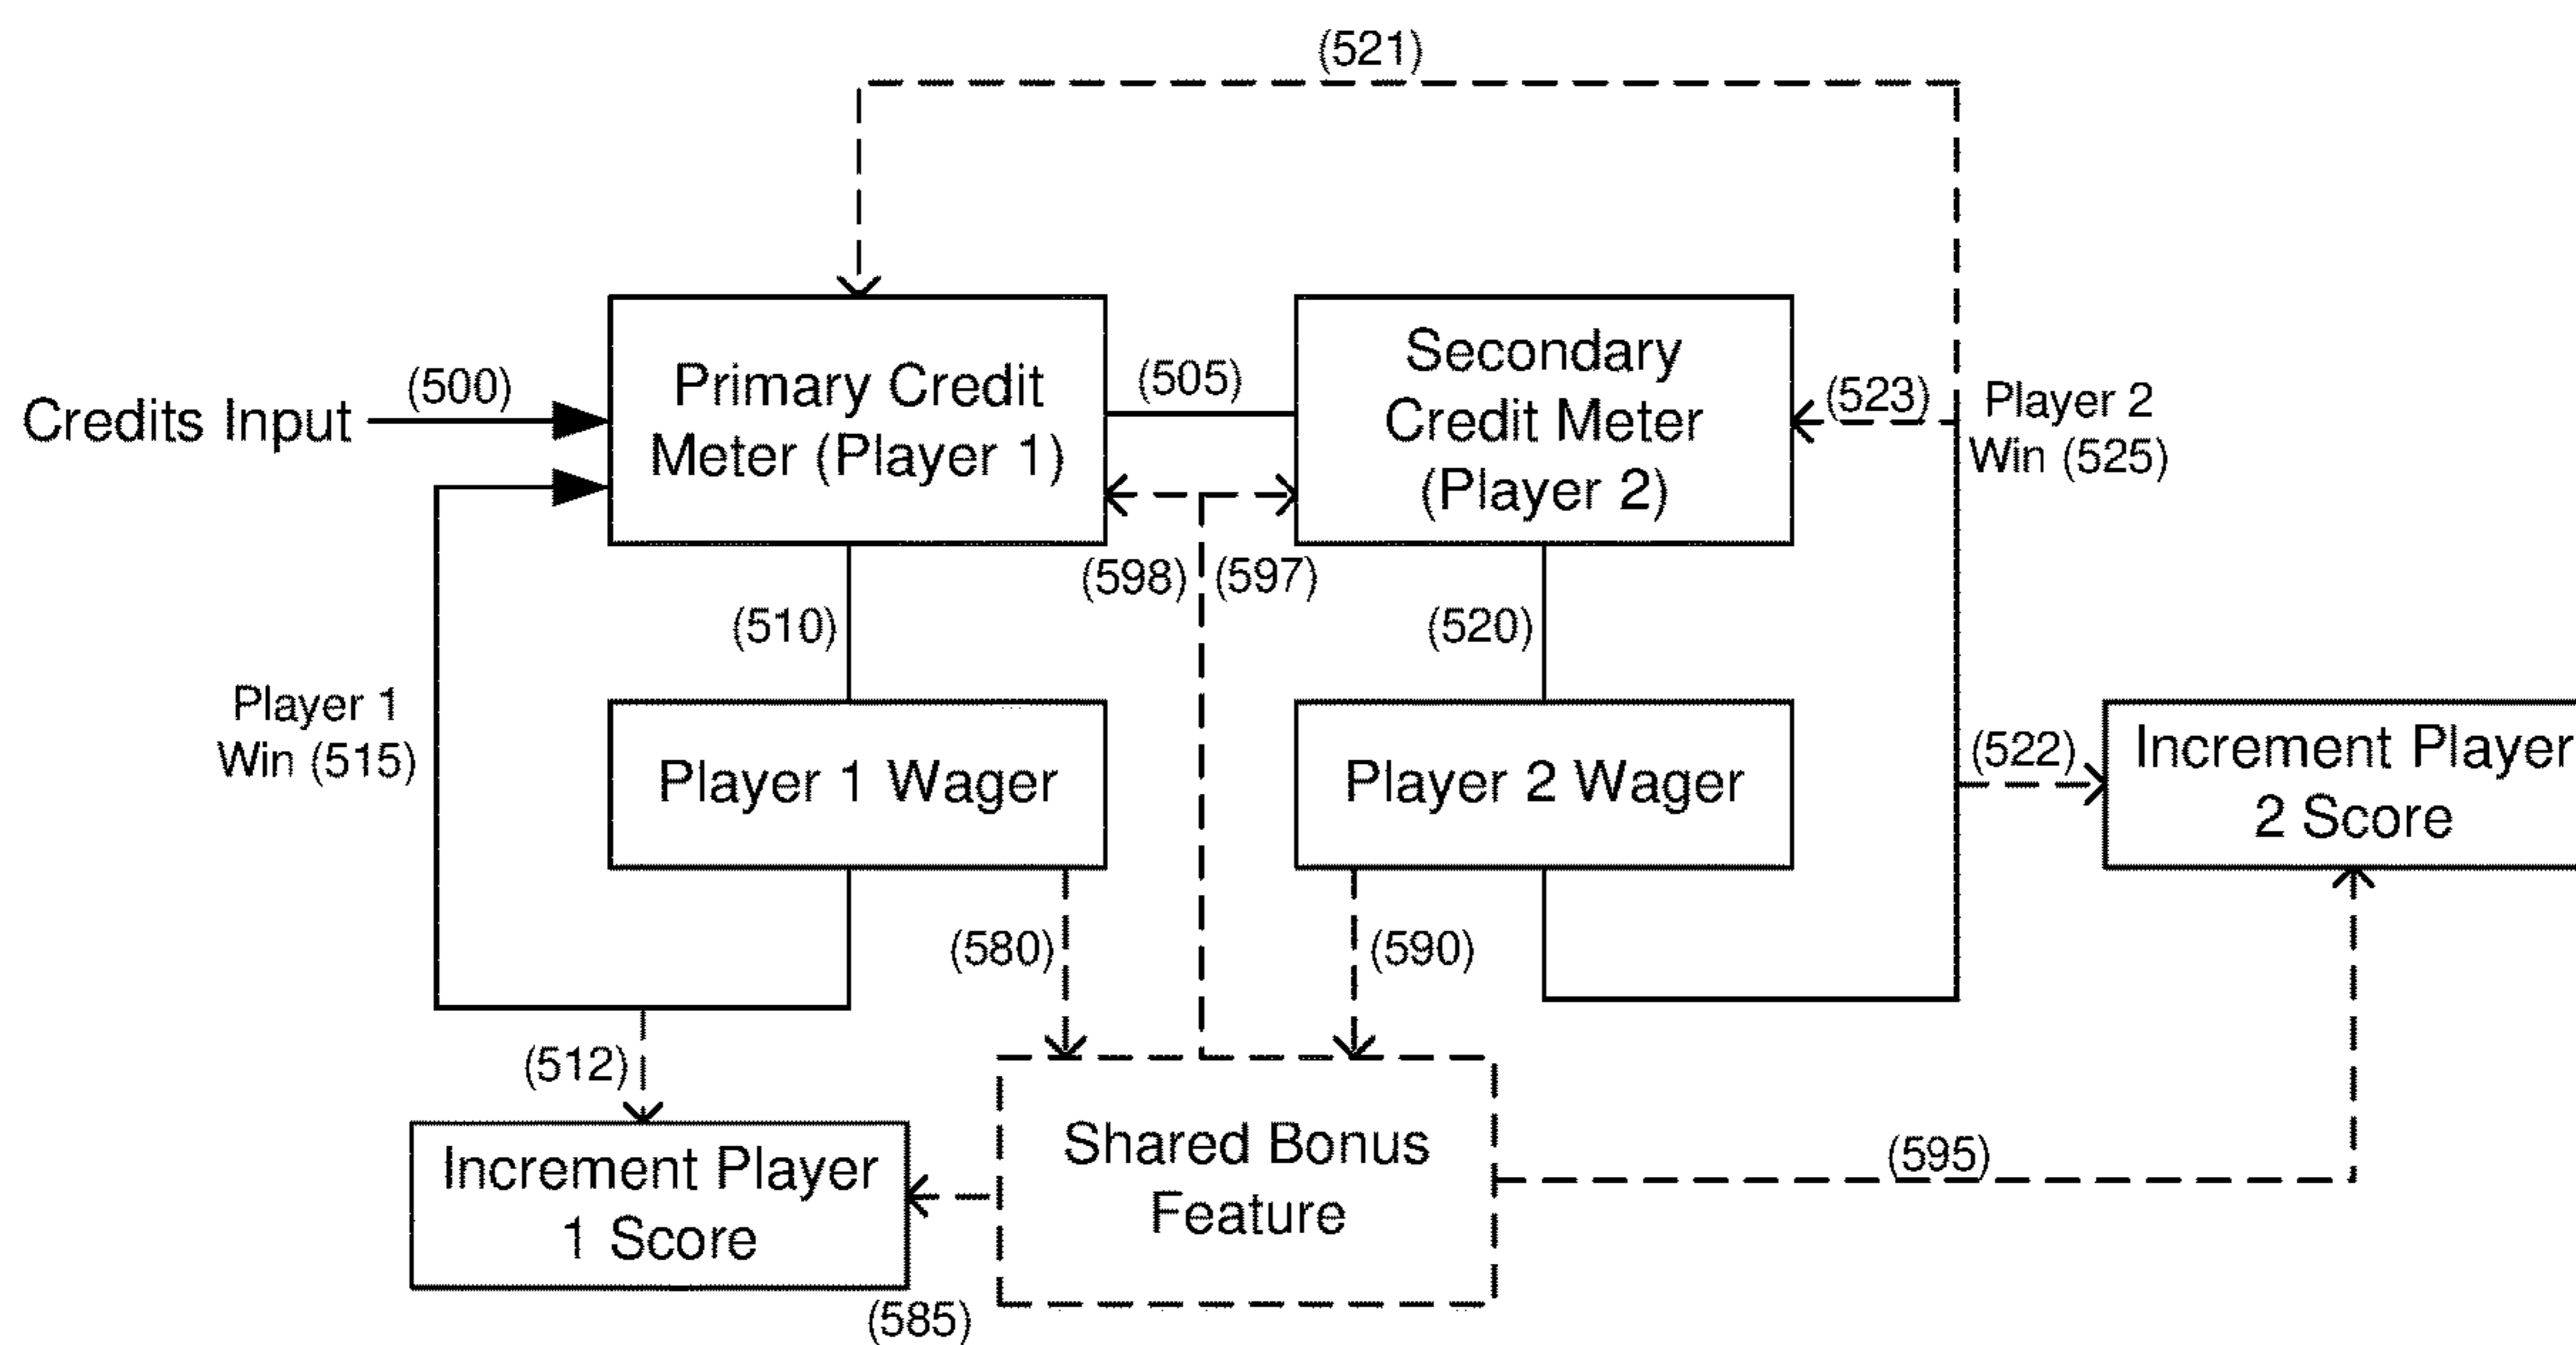 (521)
Credits Input
(500)
Primary Credit
Meter (Player 1)
(505)
Secondary
Credit Meter
(Player 2)
(523)
Player 2
Win (525)
(598)
(597)
(510)
(520)
Player 1
Win (515)
Player 1 Wager
Player 2 Wager
(522)
Increment Player
2 Score
(580)
(590)
(512)
Increment Player
1 Score
(585)
Shared Bonus
Feature
(595)